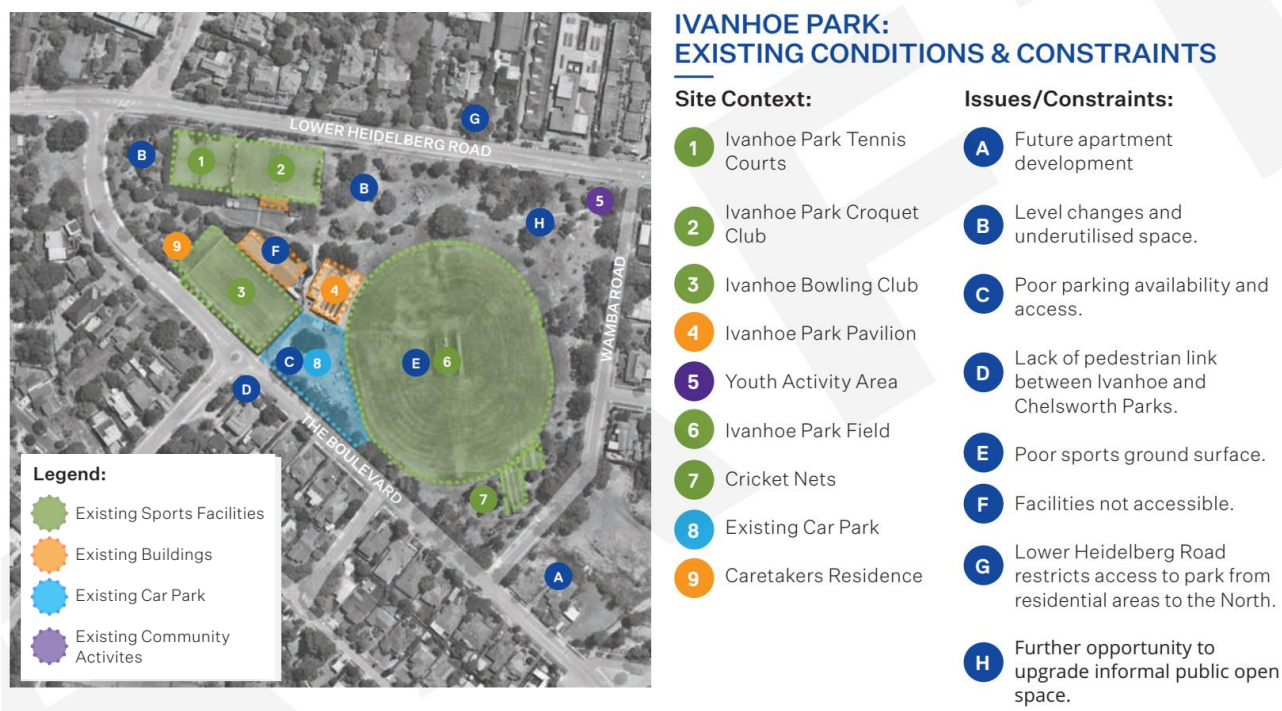 IVANHOE PARK:
EXISTING CONDITIONS & CONSTRAINTS
Site Context:
1
Ivanhoe Park Tennis
Courts
2
Ivanhoe Park Croquet
Club
3
Ivanhoe Bowling Club
4
Ivanhoe Park Pavilion
5
Youth Activity Area
6
Ivanhoe Park Field
7
Cricket Nets
8
Existing Car Park
9
Caretakers Residence
Issues/Constraints:
A
Future apartment
development
B
Level changes and
underutilised space.
C
Poor parking availability and
access.
D
Lack of pedestrian link
between Ivanhoe and
Chelsworth Parks.
E
Poor sports ground surface.
F
Facilities not accessible.
G
Lower Heidelberg Road
restricts access to park from
residential areas to the North.
H
Further opportunity to
upgrade informal public open
space.
G
LOWER HEIDELBERG ROAD
B
1
2
B
5
H
9
F
3
4
WAMBA ROAD
C
8
E
6
D
THE BOULEVARD
7
A
Legend:
Existing Sports Facilities
Existing Buildings
Existing Car Park
Existing Community
Activites